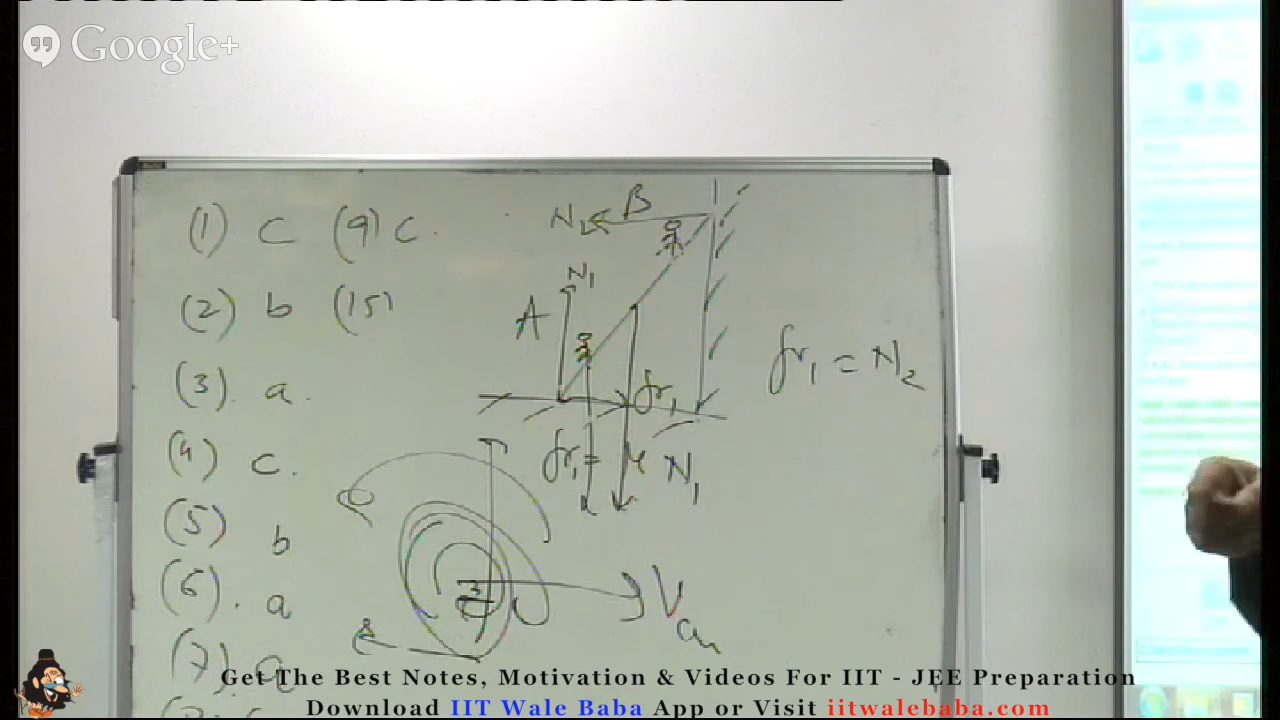 Google+
(1) c (9) c.
(2) b (15)
(3). a.
(4) c.
(5) b
(6). a
(7).
N2 B
N1
A
fr1
fr1 = N2
fr1 = μ N1
Get The Best Notes, Motivation & Videos For IIT - JEE Preparation
Download IIT Wale Baba App or Visit iitwalebaba.com